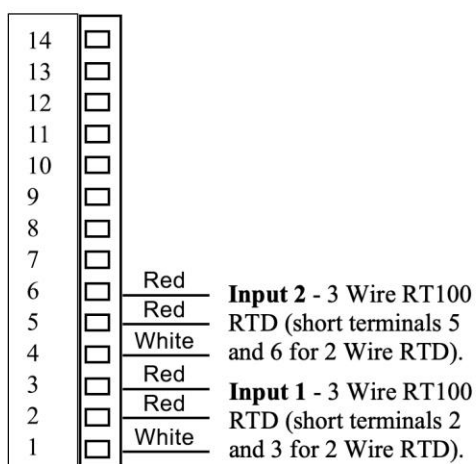 14
13
12
11
10
9
8
7
6 Red
5 Red
4 White
3 Red
2 Red
1 White
Input 2 - 3 Wire RT100
RTD (short terminals 5
and 6 for 2 Wire RTD).
Input 1 - 3 Wire RT100
RTD (short terminals 2
and 3 for 2 Wire RTD).